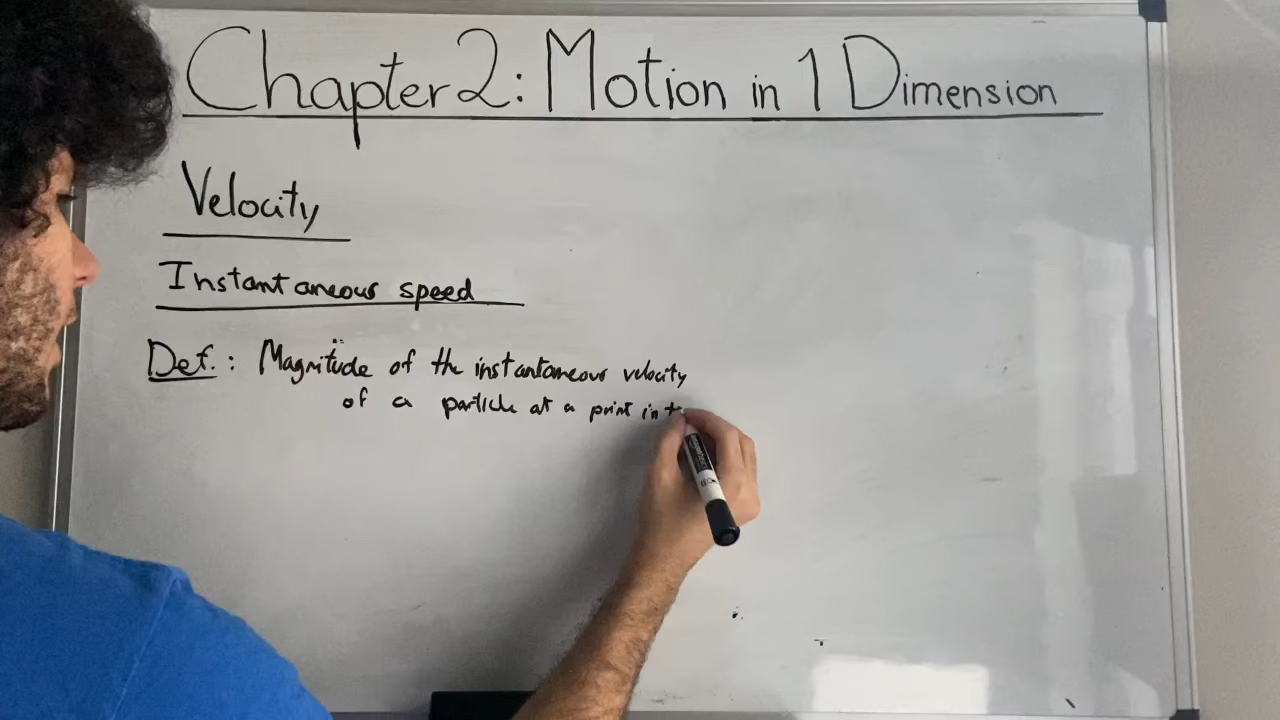 Chapter 2: Motion in 1 Dimension
Velocity
Instantaneous speed
Def.: Magnitude of the instantaneous velocity
of a particle at a point in t